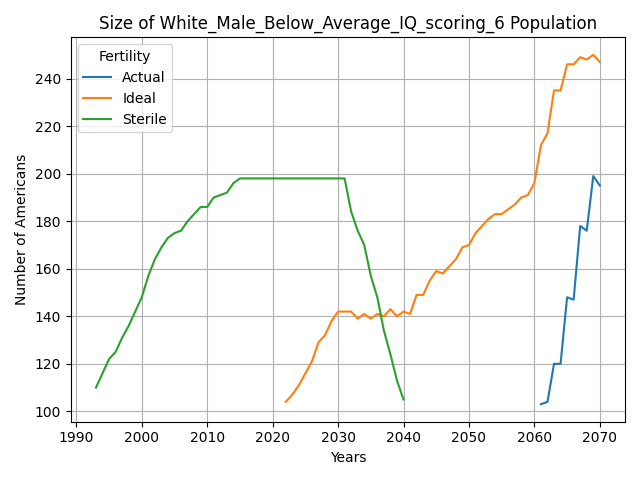 Size of White_Male_Below_Average_IQ_scoring_6 Population
Fertility
Actual
Ideal
Sterile
Number of Americans
240
220
200
180
160
140
120
100
1990 2000 2010 2020 2030 2040 2050 2060 2070
Years